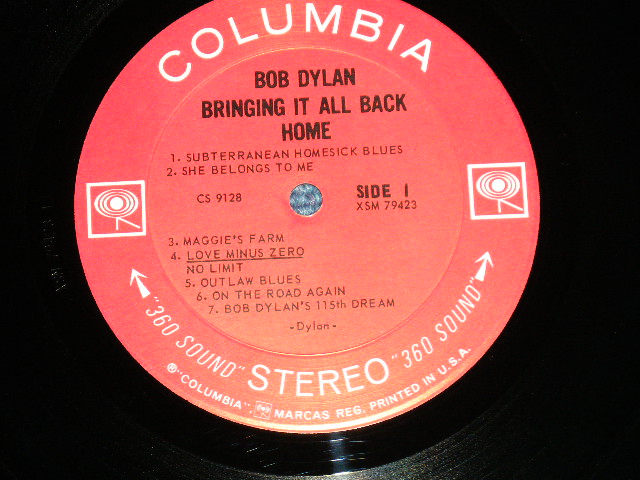 COLUMBIA
BOB DYLAN
BRINGING IT ALL BACK
HOME
1. SUBTERRANEAN HOMESICK BLUES
2. SHE BELONGS TO ME
CS 9128
SIDE 1
XSM 79423
3. MAGGIE'S FARM
4. LOVE MINUS ZERO
NO LIMIT
5. OUTLAW BLUES
6. ON THE ROAD AGAIN
7. BOB DYLAN'S 115th DREAM
-Dylan-
"360 SOUND" STEREO "360 SOUND"
®"COLUMBIA", MARCAS REG. PRINTED IN U.S.A.